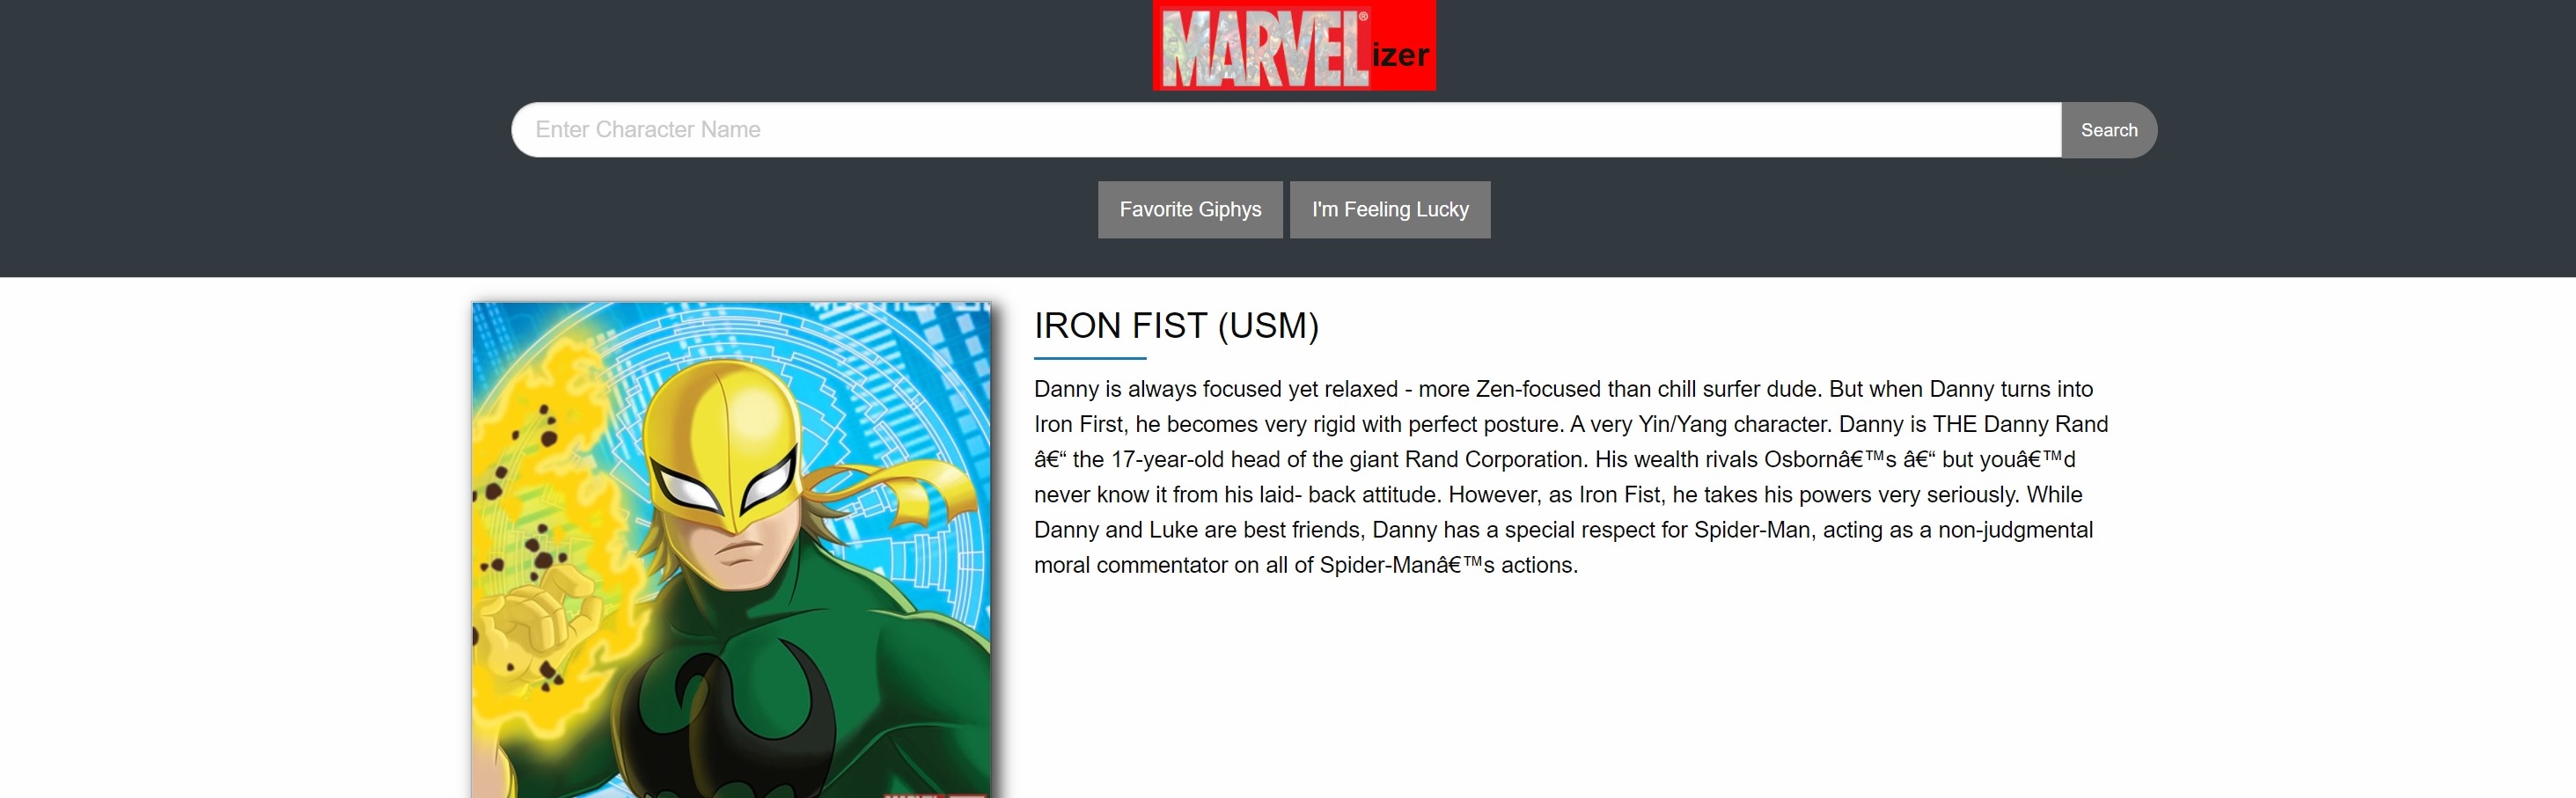 MARVEL® izer
Enter Character Name
Search
Favorite Giphys
I'm Feeling Lucky
IRON FIST (USM)
Danny is always focused yet relaxed - more Zen-focused than chill surfer dude. But when Danny turns into
Iron First, he becomes very rigid with perfect posture. A very Yin/Yang character. Danny is THE Danny Rand
â€“ the 17-year-old head of the giant Rand Corporation. His wealth rivals Osbornâ€™s â€“ but youâ€™d
never know it from his laid- back attitude. However, as Iron Fist, he takes his powers very seriously. While
Danny and Luke are best friends, Danny has a special respect for Spider-Man, acting as a non-judgmental
moral commentator on all of Spider-Manâ€™s actions.